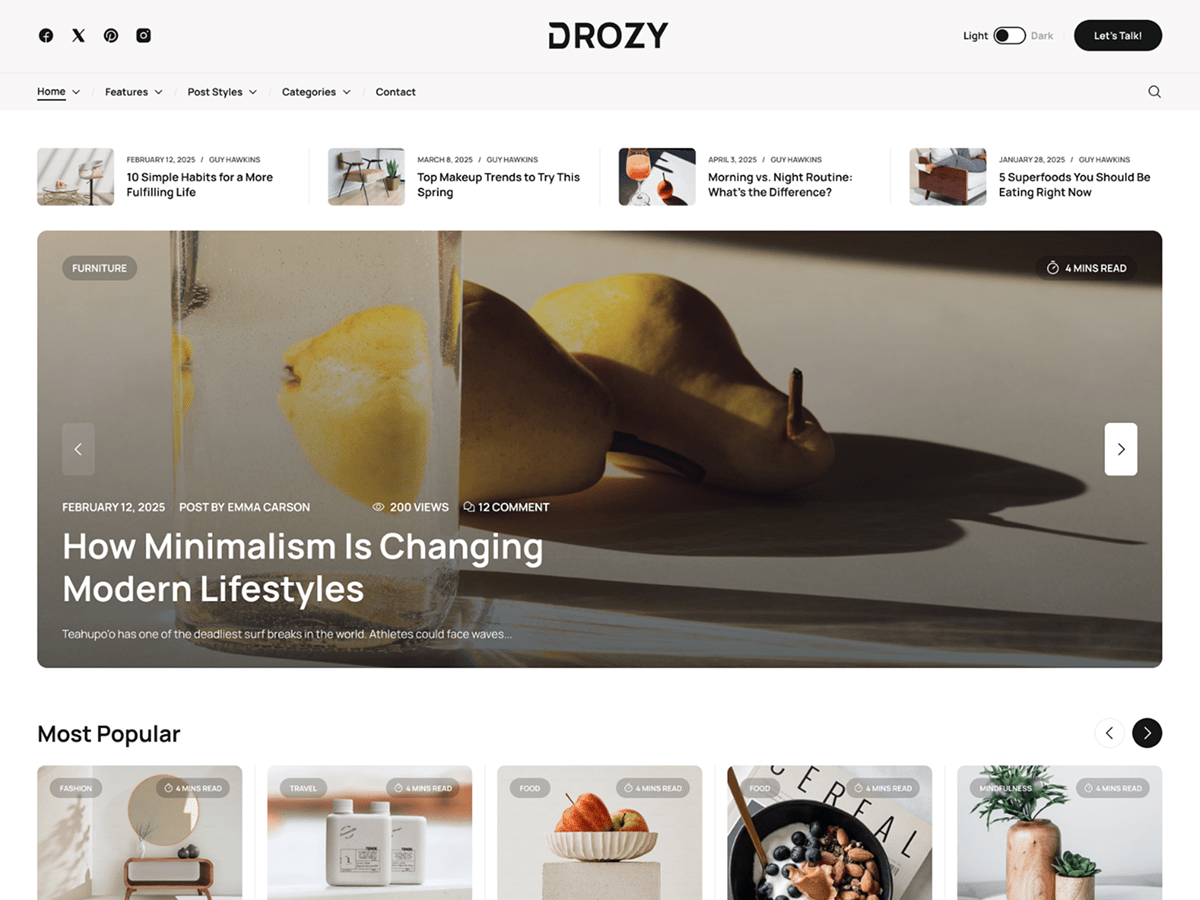 DROZY
Light
Dark
Let's Talk!
Home
Features
Post Styles
Categories
Contact
FEBRUARY 12, 2025 / GUY HAWKINS
10 Simple Habits for a More
Fulfilling Life
MARCH 8, 2025 / GUY HAWKINS
Top Makeup Trends to Try This
Spring
APRIL 3, 2025 / GUY HAWKINS
Morning vs. Night Routine:
What's the Difference?
JANUARY 28, 2025 / GUY HAWKINS
5 Superfoods You Should Be
Eating Right Now
FURNITURE
4 MINS READ
FEBRUARY 12, 2025 POST BY EMMA CARSON 200 VIEWS 12 COMMENT
How Minimalism Is Changing
Modern Lifestyles
Teahupo'o has one of the deadliest surf breaks in the world. Athletes could face waves...
Most Popular
FASHION
4 MINS READ
TRAVEL
4 MINS READ
FOOD
4 MINS READ
FOOD
4 MINS READ
CEREAL
MINDFULNESS
4 MINS READ